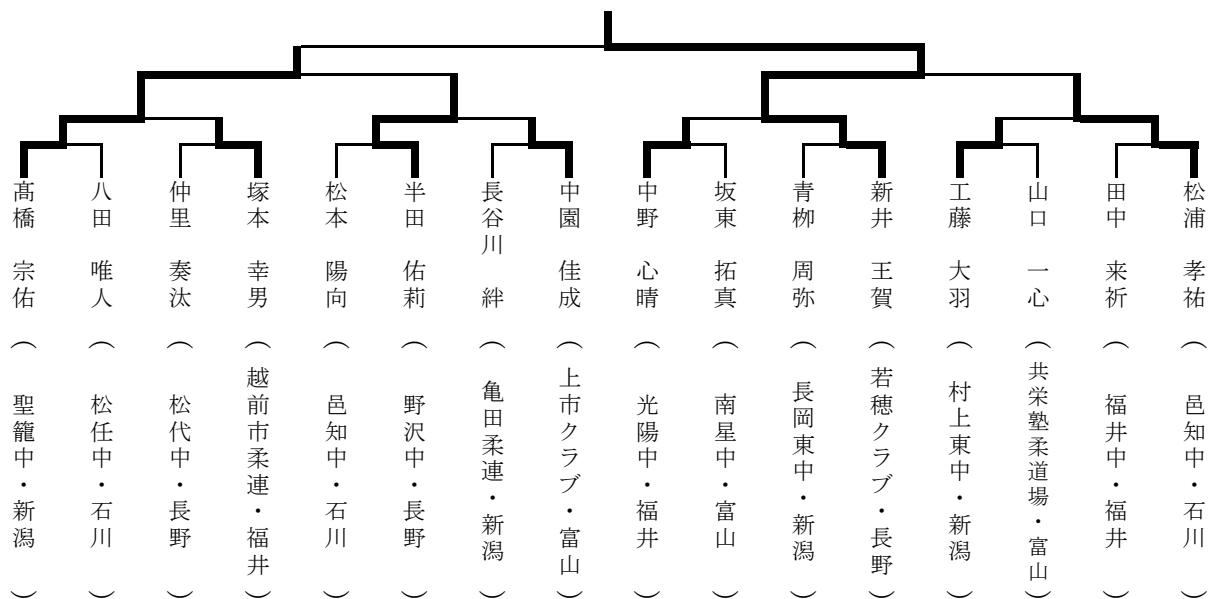 髙橋 宗佑 （聖籠中・新潟）
八田 唯人 （松任中・石川）
仲里 奏汰 （松代中・長野）
塚本 幸男 （越前市柔連・福井）
松本 陽向 （邑知中・石川）
半田 佑莉 （野沢中・長野）
長谷川 絆 （亀田柔連・新潟）
中園 佳成 （上市クラブ・富山）
中野 心晴 （光陽中・福井）
坂東 拓真 （南星中・富山）
青栁 周弥 （長岡東中・新潟）
新井 王賀 （若穂クラブ・長野）
工藤 大羽 （村上東中・新潟）
山口 一心 （共栄塾柔道場・富山）
田中 来祈 （福井中・福井）
松浦 孝祐 （邑知中・石川）